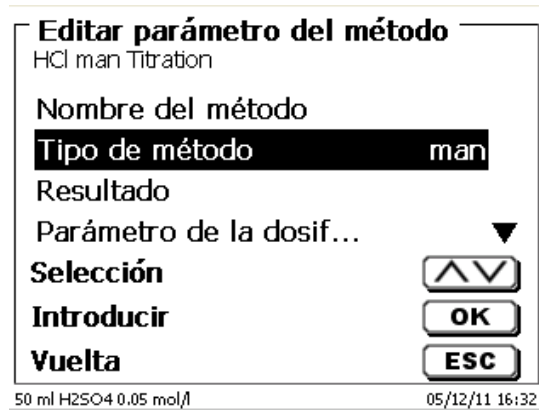 Editar parámetro del método
HCl man Titration
Nombre del método
Tipo de método man
Resultado
Parámetro de la dosif...
Selección
Introducir OK
Vuelta ESC
50 ml H2SO4 0.05 mol/l 05/12/11 16:32